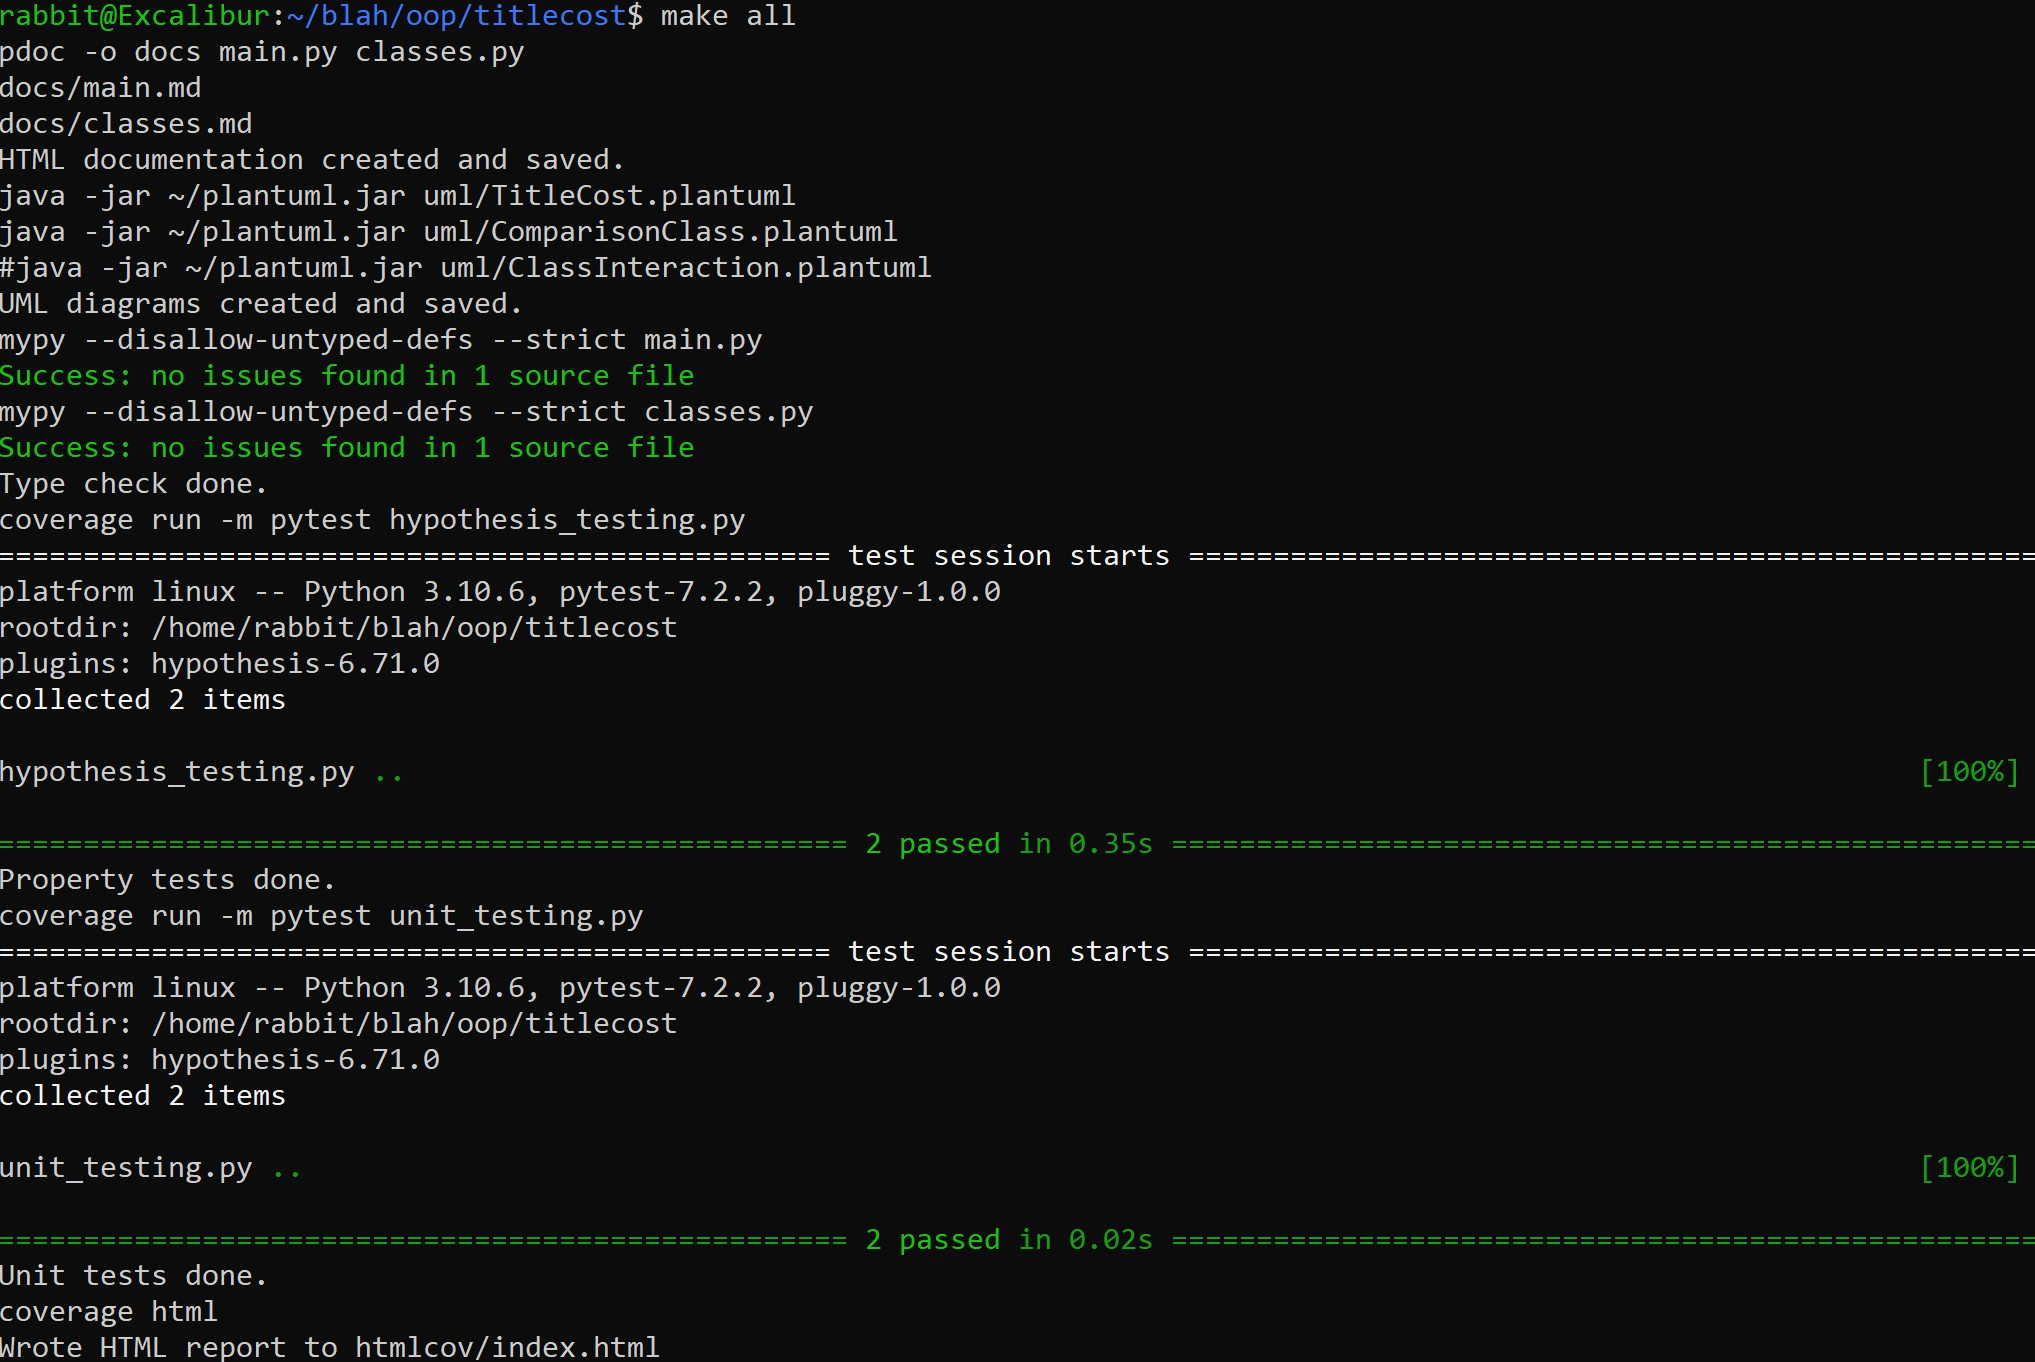 rabbit@Excalibur:~/blah/oop/titlecost$ make all
pdoc -o docs main.py classes.py
docs/main.md
docs/classes.md
HTML documentation created and saved.
java -jar ~/plantuml.jar uml/TitleCost.plantuml
java -jar ~/plantuml.jar uml/ComparisonClass.plantuml
#java -jar ~/plantuml.jar uml/ClassInteraction.plantuml
UML diagrams created and saved.
mypy --disallow-untyped-defs --strict main.py
Success: no issues found in 1 source file
mypy --disallow-untyped-defs --strict classes.py
Success: no issues found in 1 source file
Type check done.
coverage run -m pytest hypothesis_testing.py
================================================= test session starts ==================================================
platform linux -- Python 3.10.6, pytest-7.2.2, pluggy-1.0.0
rootdir: /home/rabbit/blah/oop/titlecost
plugins: hypothesis-6.71.0
collected 2 items
hypothesis_testing.py .. [100%]
================================================== 2 passed in 0.35s ===================================================
Property tests done.
coverage run -m pytest unit_testing.py
================================================= test session starts ==================================================
platform linux -- Python 3.10.6, pytest-7.2.2, pluggy-1.0.0
rootdir: /home/rabbit/blah/oop/titlecost
plugins: hypothesis-6.71.0
collected 2 items
unit_testing.py .. [100%]
================================================== 2 passed in 0.02s ===================================================
Unit tests done.
coverage html
Wrote HTML report to htmlcov/index.html